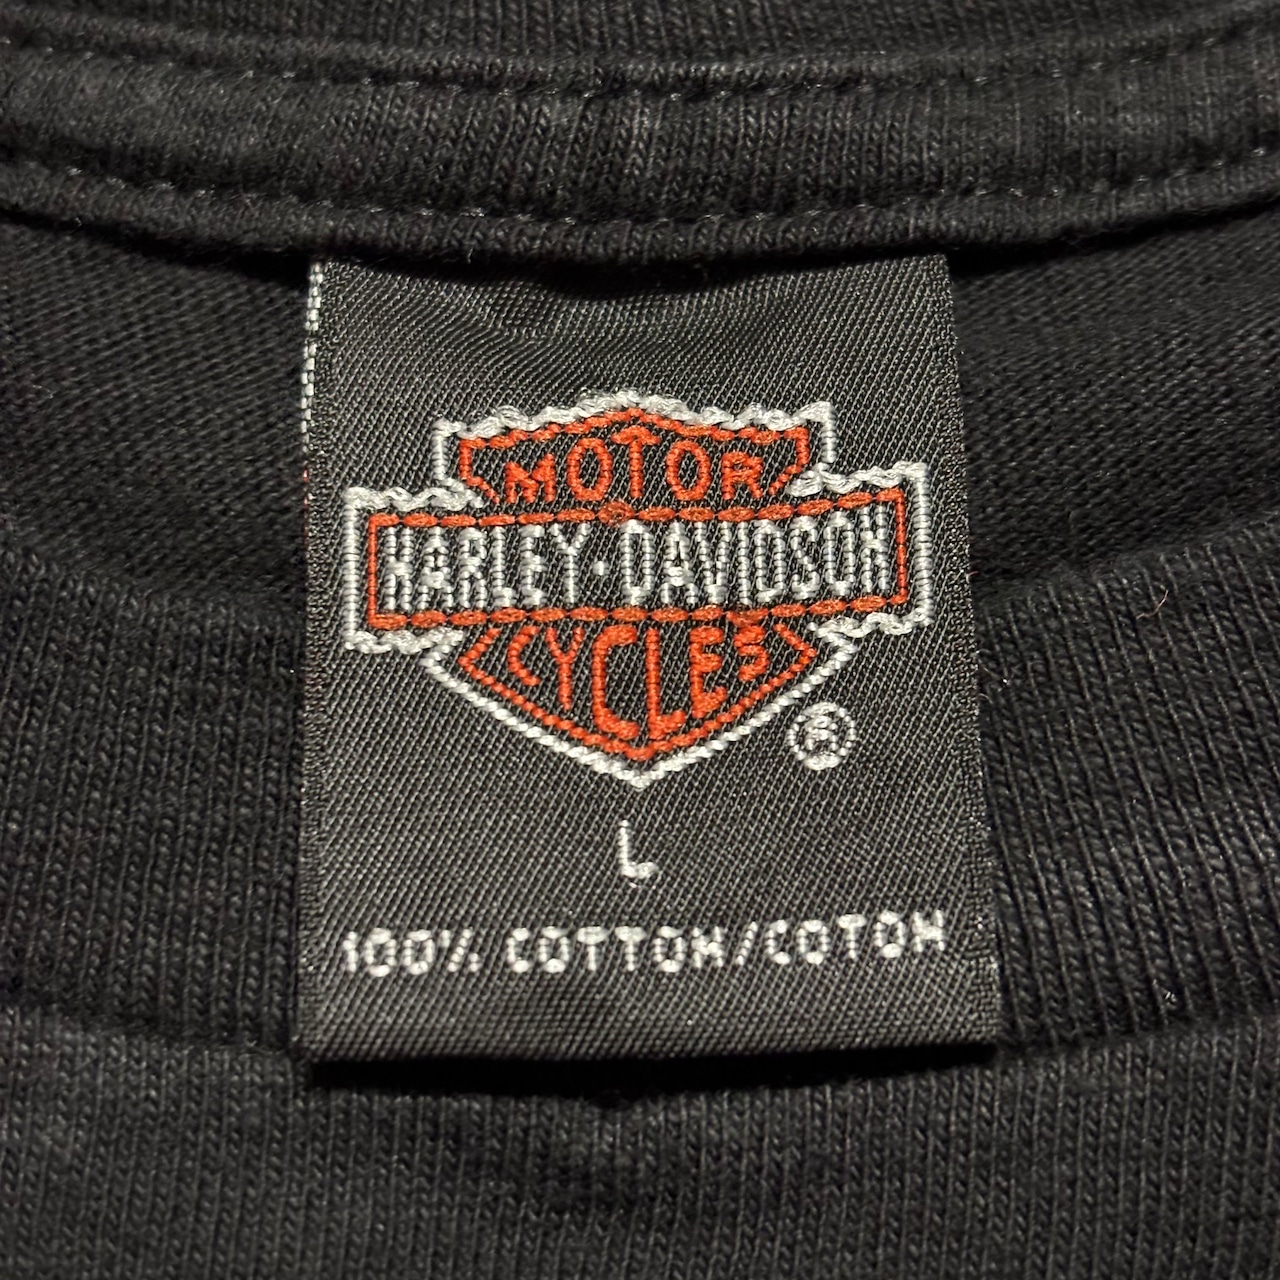 MOTOR
HARLEY-DAVIDSON
CYCLES
®
L
100% COTTON/COTON